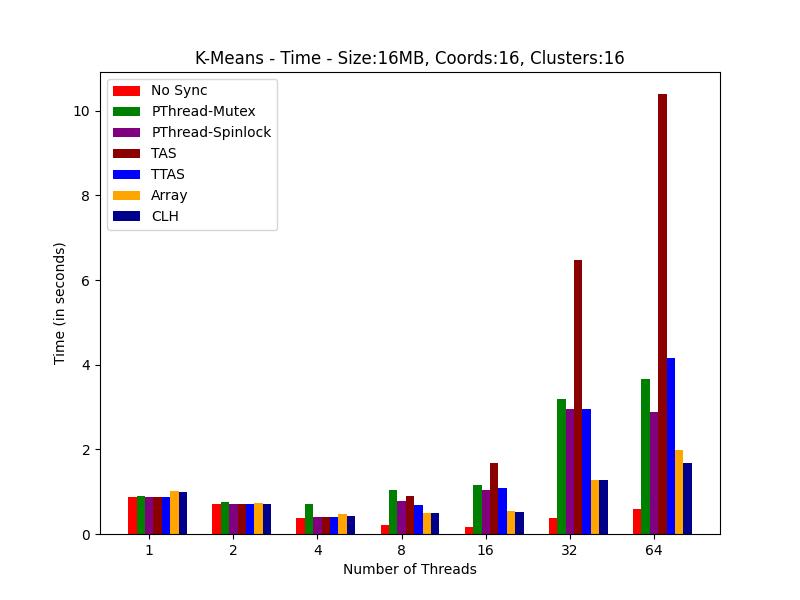 K-Means - Time - Size:16MB, Coords:16, Clusters:16
No Sync
PThread-Mutex
PThread-Spinlock
TAS
TTAS
Array
CLH
Time (in seconds)
10
8
6
4
2
0
1 2 4 8 16 32 64
Number of Threads